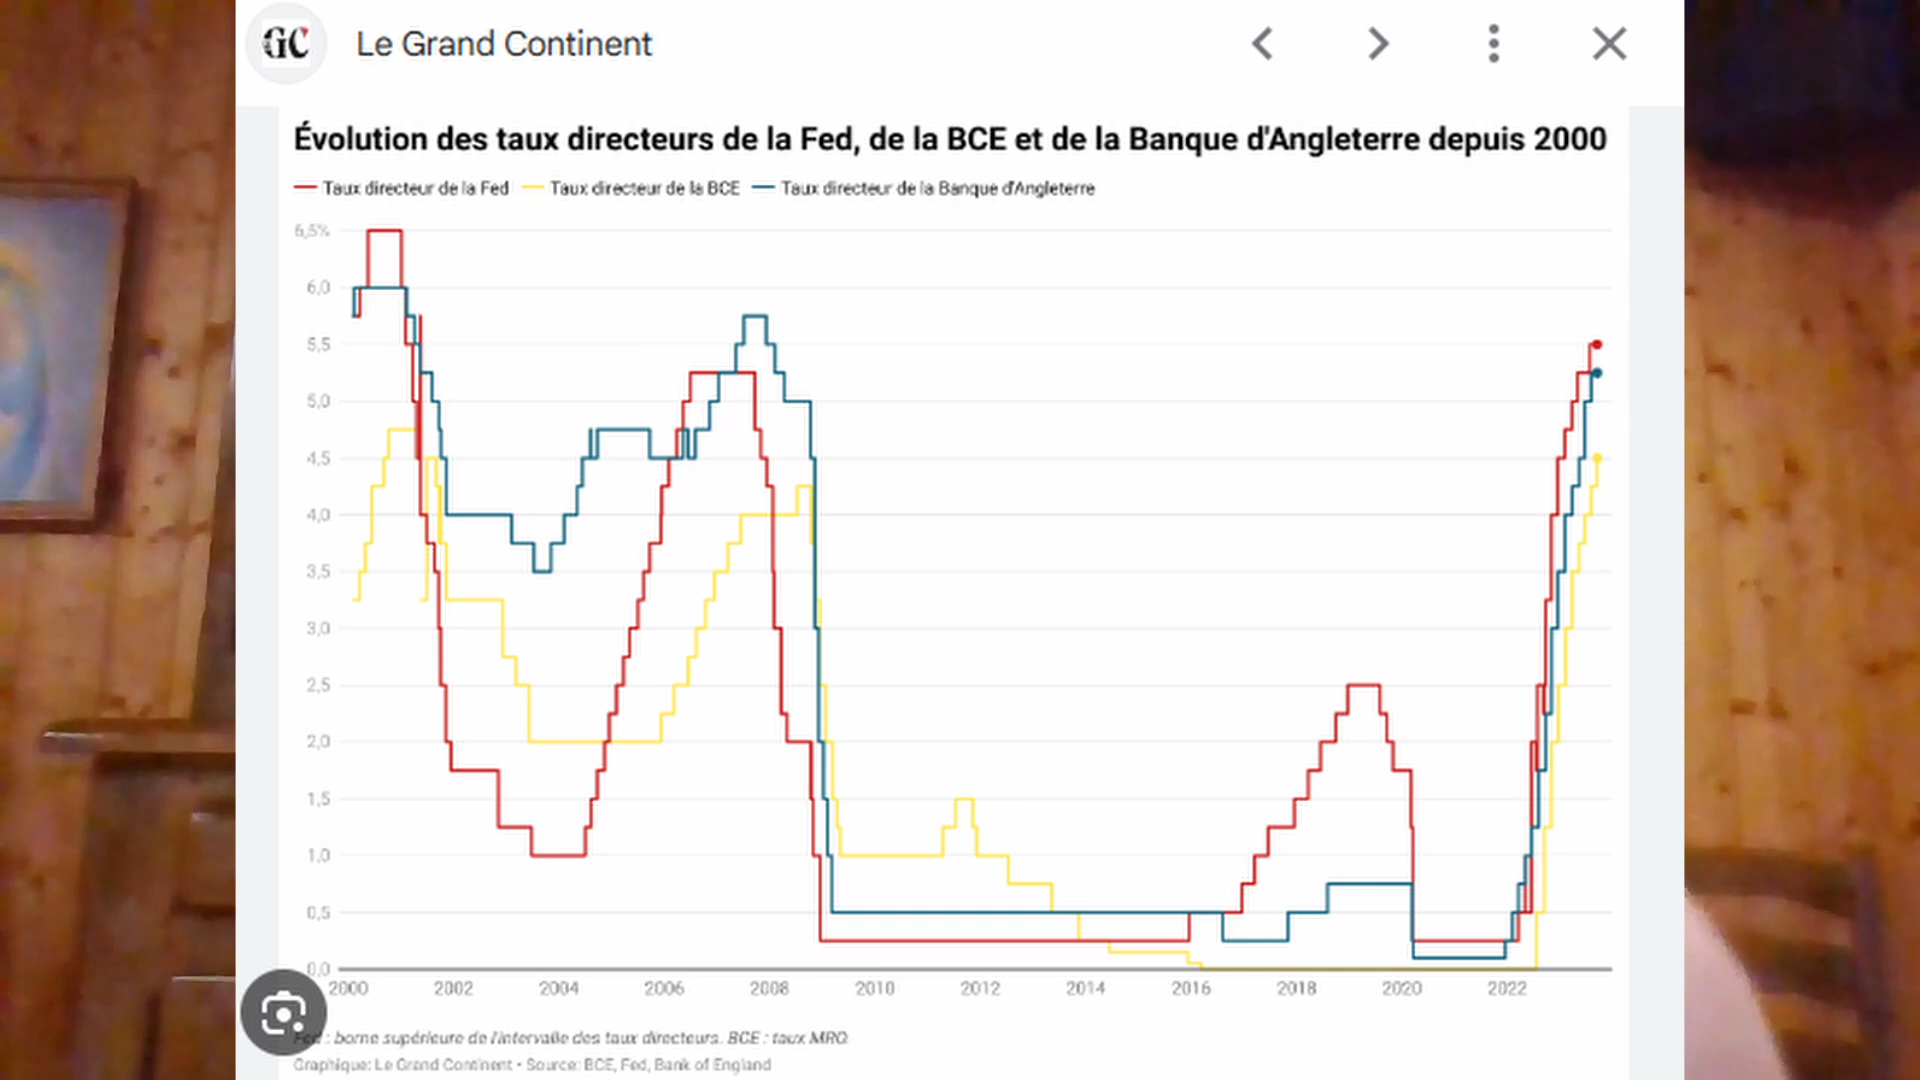 GC Le Grand Continent
Évolution des taux directeurs de la Fed, de la BCE et de la Banque d'Angleterre depuis 2000
Taux directeur de la Fed Taux directeur de la BCE Taux directeur de la Banque d'Angleterre
6,5%
6,0
5,5
5,0
4,5
4,0
3,5
3,0
2,5
2,0
1,5
1,0
0,5
0,0
2000 2002 2004 2006 2008 2010 2012 2014 2016 2018 2020 2022
Fed : borne supérieure de l'intervalle des taux directeurs. BCE : taux MRO.
Graphique: Le Grand Continent • Source: BCE, Fed, Bank of England